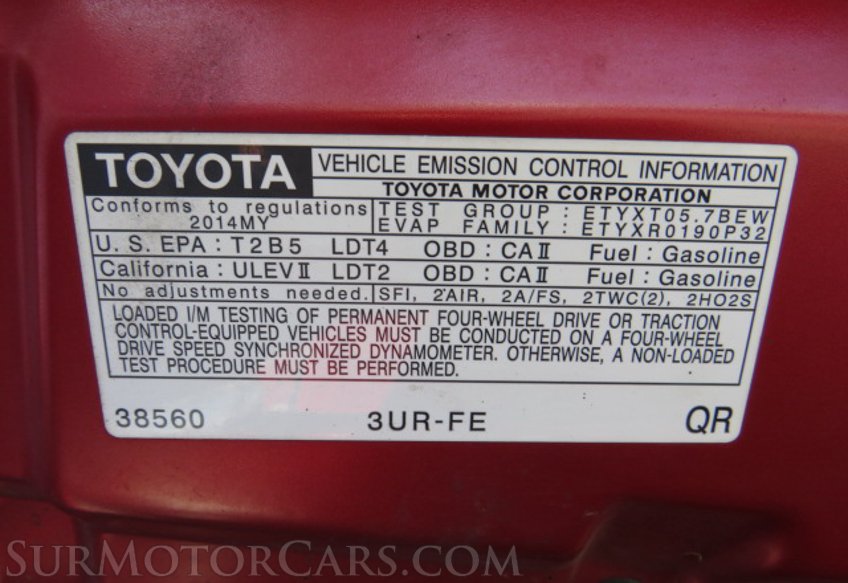 TOYOTA
VEHICLE EMISSION CONTROL INFORMATION
TOYOTA MOTOR CORPORATION
Conforms to regulations
2014MY
TEST GROUP : ETYXT05.7BEW
EVAP FAMILY : ETYXR0190P32
U.S. EPA : T2B5 LDT4 OBD : CAⅡ Fuel : Gasoline
California : ULEVⅡ LDT2 OBD : CAⅡ Fuel : Gasoline
No adjustments needed. SFI, 2'AIR, 2A/FS, 2TWC(2), 2HO2S
LOADED I/M TESTING OF PERMANENT FOUR-WHEEL DRIVE OR TRACTION
CONTROL-EQUIPPED VEHICLES MUST BE CONDUCTED ON A FOUR-WHEEL
DRIVE SPEED SYNCHRONIZED DYNAMOMETER. OTHERWISE, A NON-LOADED
TEST PROCEDURE MUST BE PERFORMED.
38560 3UR-FE QR
SURMOTORCARS.COM